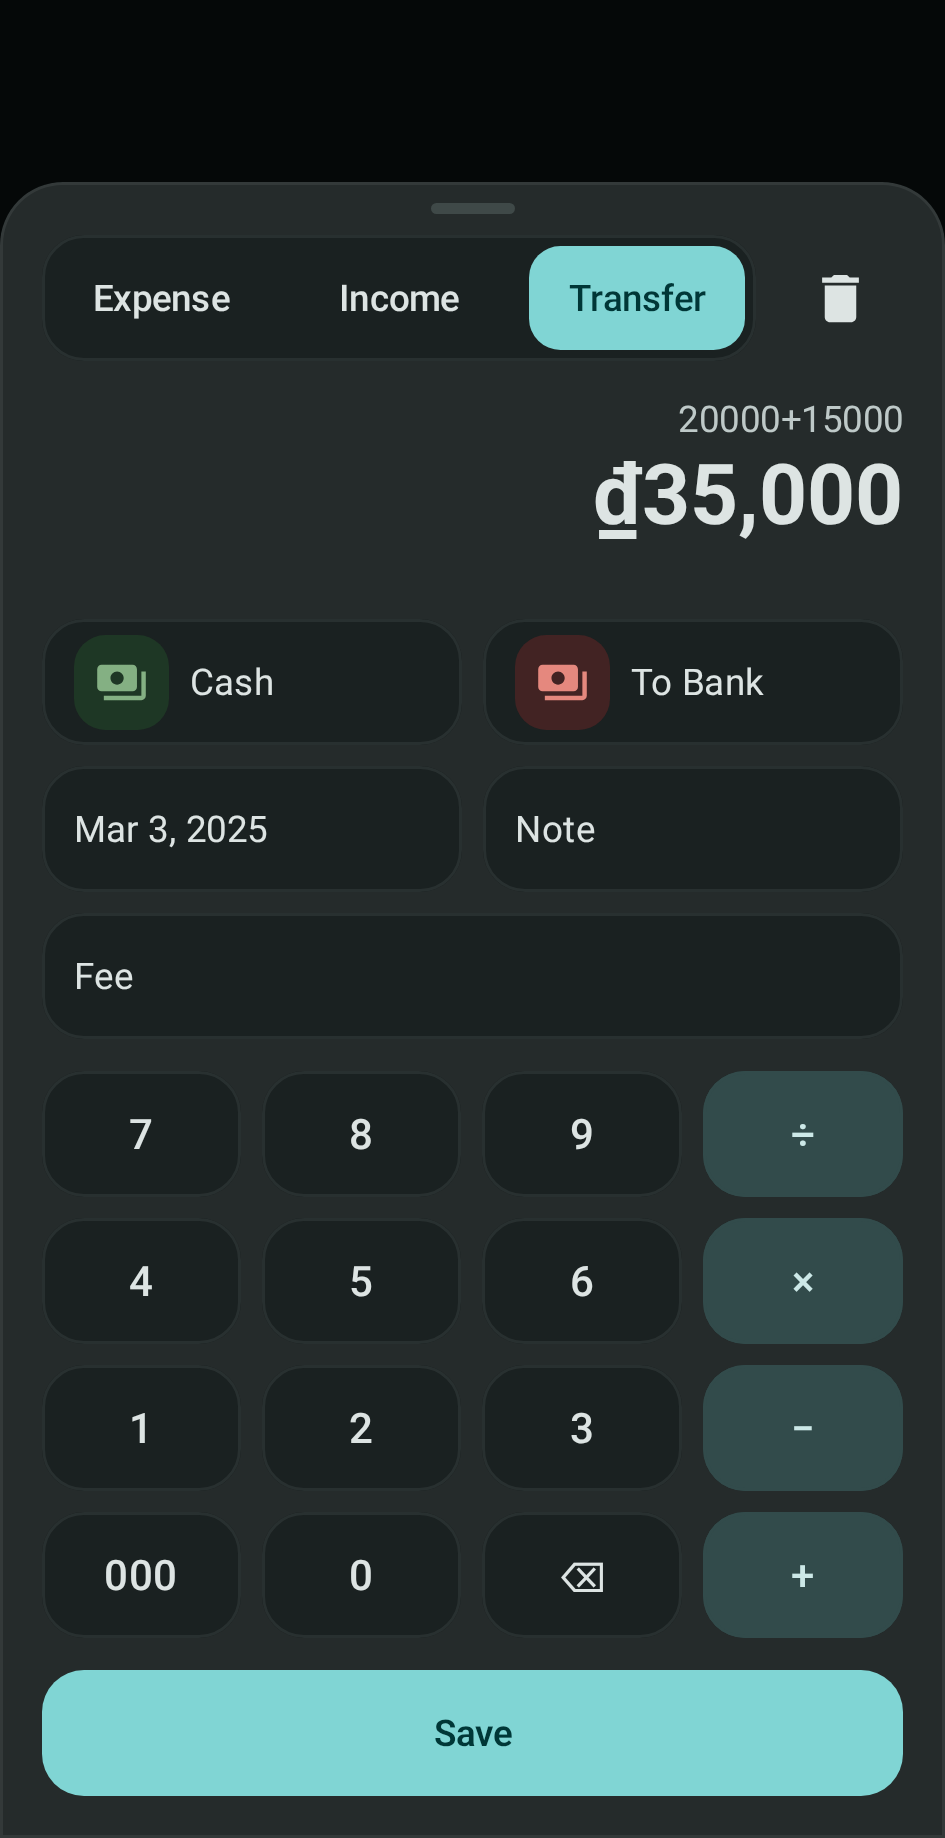 Expense Income Transfer
20000+15000
₫35,000
Cash To Bank
Mar 3, 2025 Note
Fee
7 8 9 ÷
4 5 6 ×
1 2 3 −
000 0 +
Save